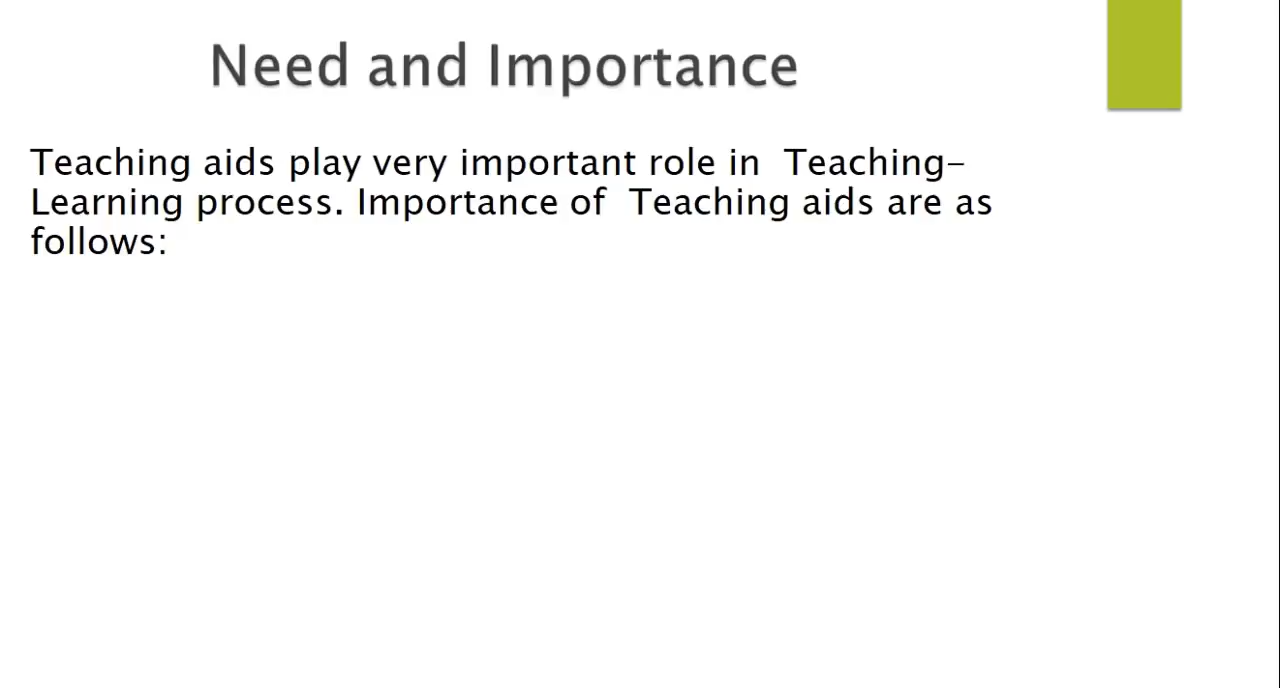 Need and Importance
Teaching aids play very important role in  Teaching-
Learning process. Importance of  Teaching aids are as
follows: